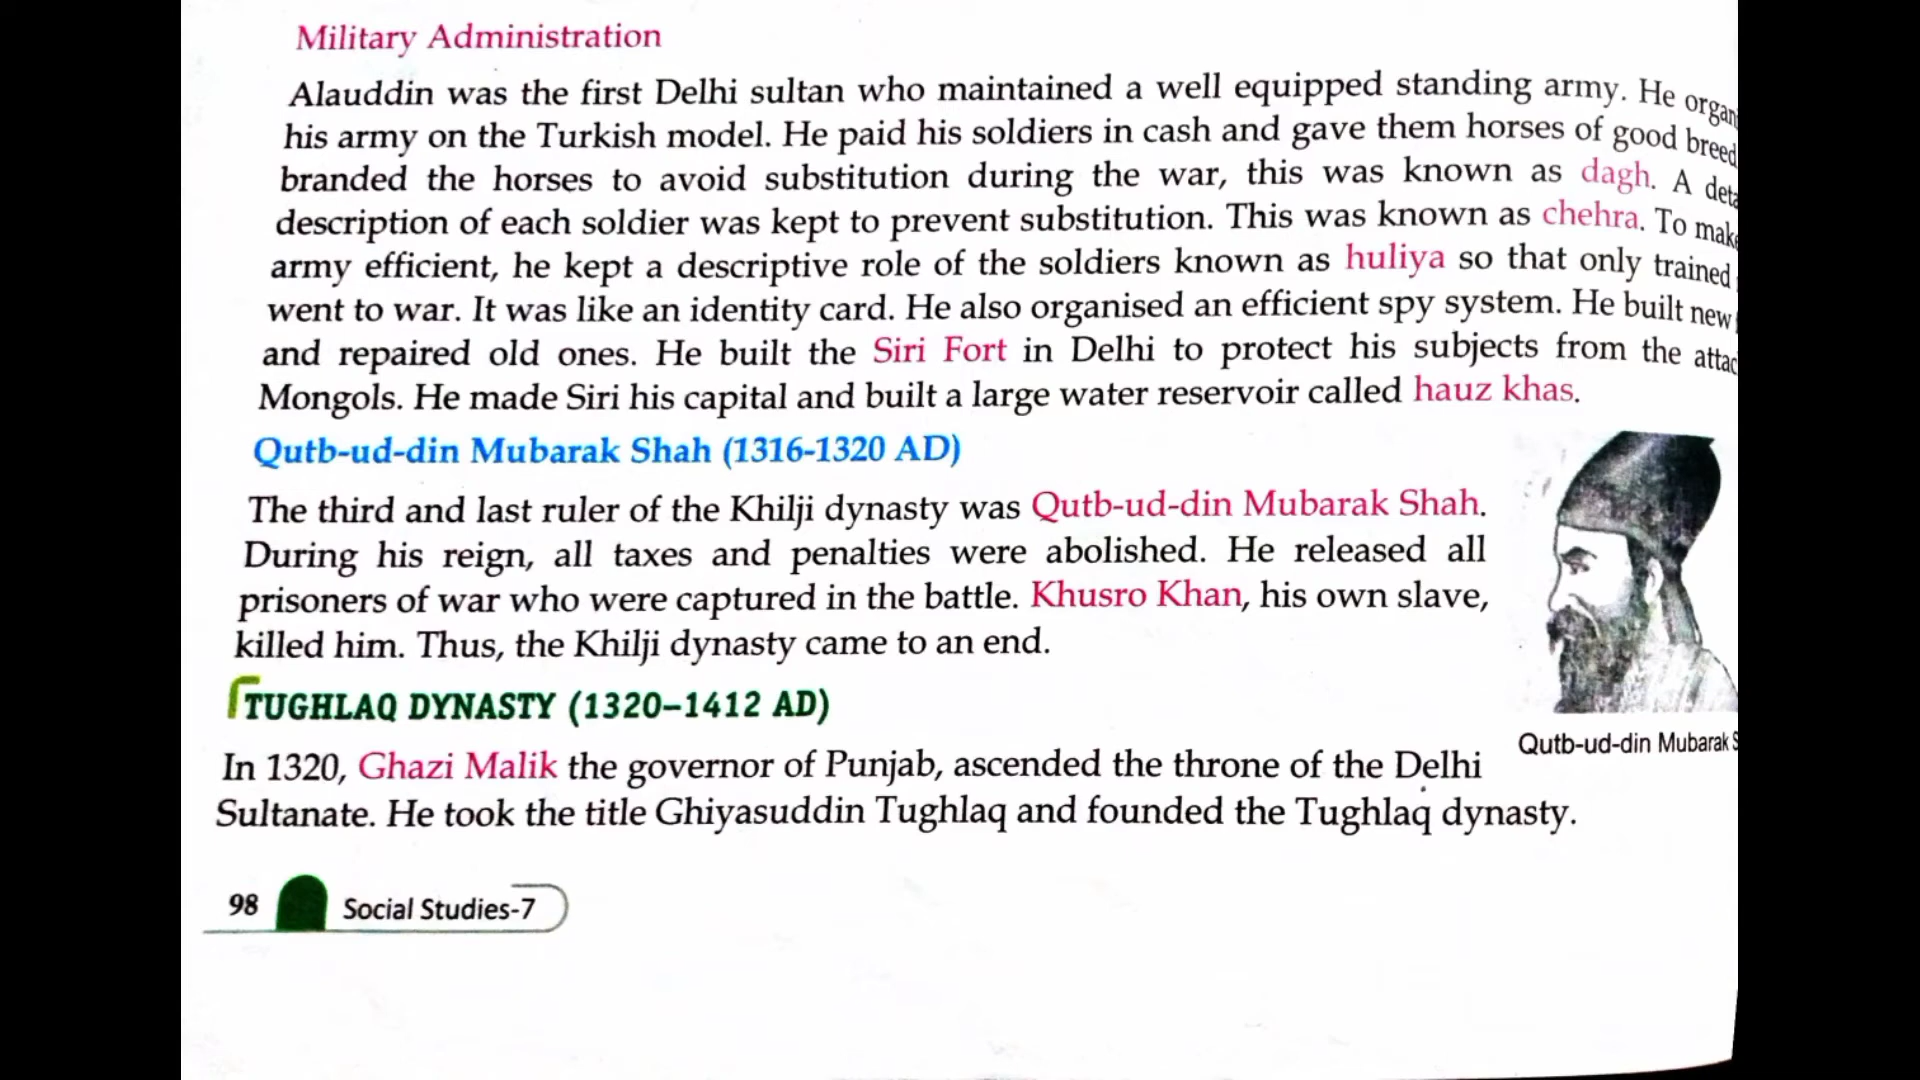 Military Administration
Alauddin was the first Delhi sultan who maintained a well equipped standing army. He
his army on the Turkish model. He paid his soldiers in cash and gave them horses of good breed
branded the horses to avoid substitution during the war, this was known as dagh. A
description of each soldier was kept to prevent substitution. This was known as chehra. To
army efficient, he kept a descriptive role of the soldiers known as huliya so that only trained
went to war. It was like an identity card. He also organised an efficient spy system. He built new
and repaired old ones. He built the Siri Fort in Delhi to protect his subjects from the
Mongols. He made Siri his capital and built a large water reservoir called hauz khas.
Qutb-ud-din Mubarak Shah (1316-1320 AD)
The third and last ruler of the Khilji dynasty was Qutb-ud-din Mubarak Shah.
During his reign, all taxes and penalties were abolished. He released all
prisoners of war who were captured in the battle. Khusro Khan, his own slave,
killed him. Thus, the Khilji dynasty came to an end.
Qutb-ud-din Mubarak
TUGHLAQ DYNASTY (1320–1412 AD)
In 1320, Ghazi Malik the governor of Punjab, ascended the throne of the Delhi
Sultanate. He took the title Ghiyasuddin Tughlaq and founded the Tughlaq dynasty.
98 Social Studies-7